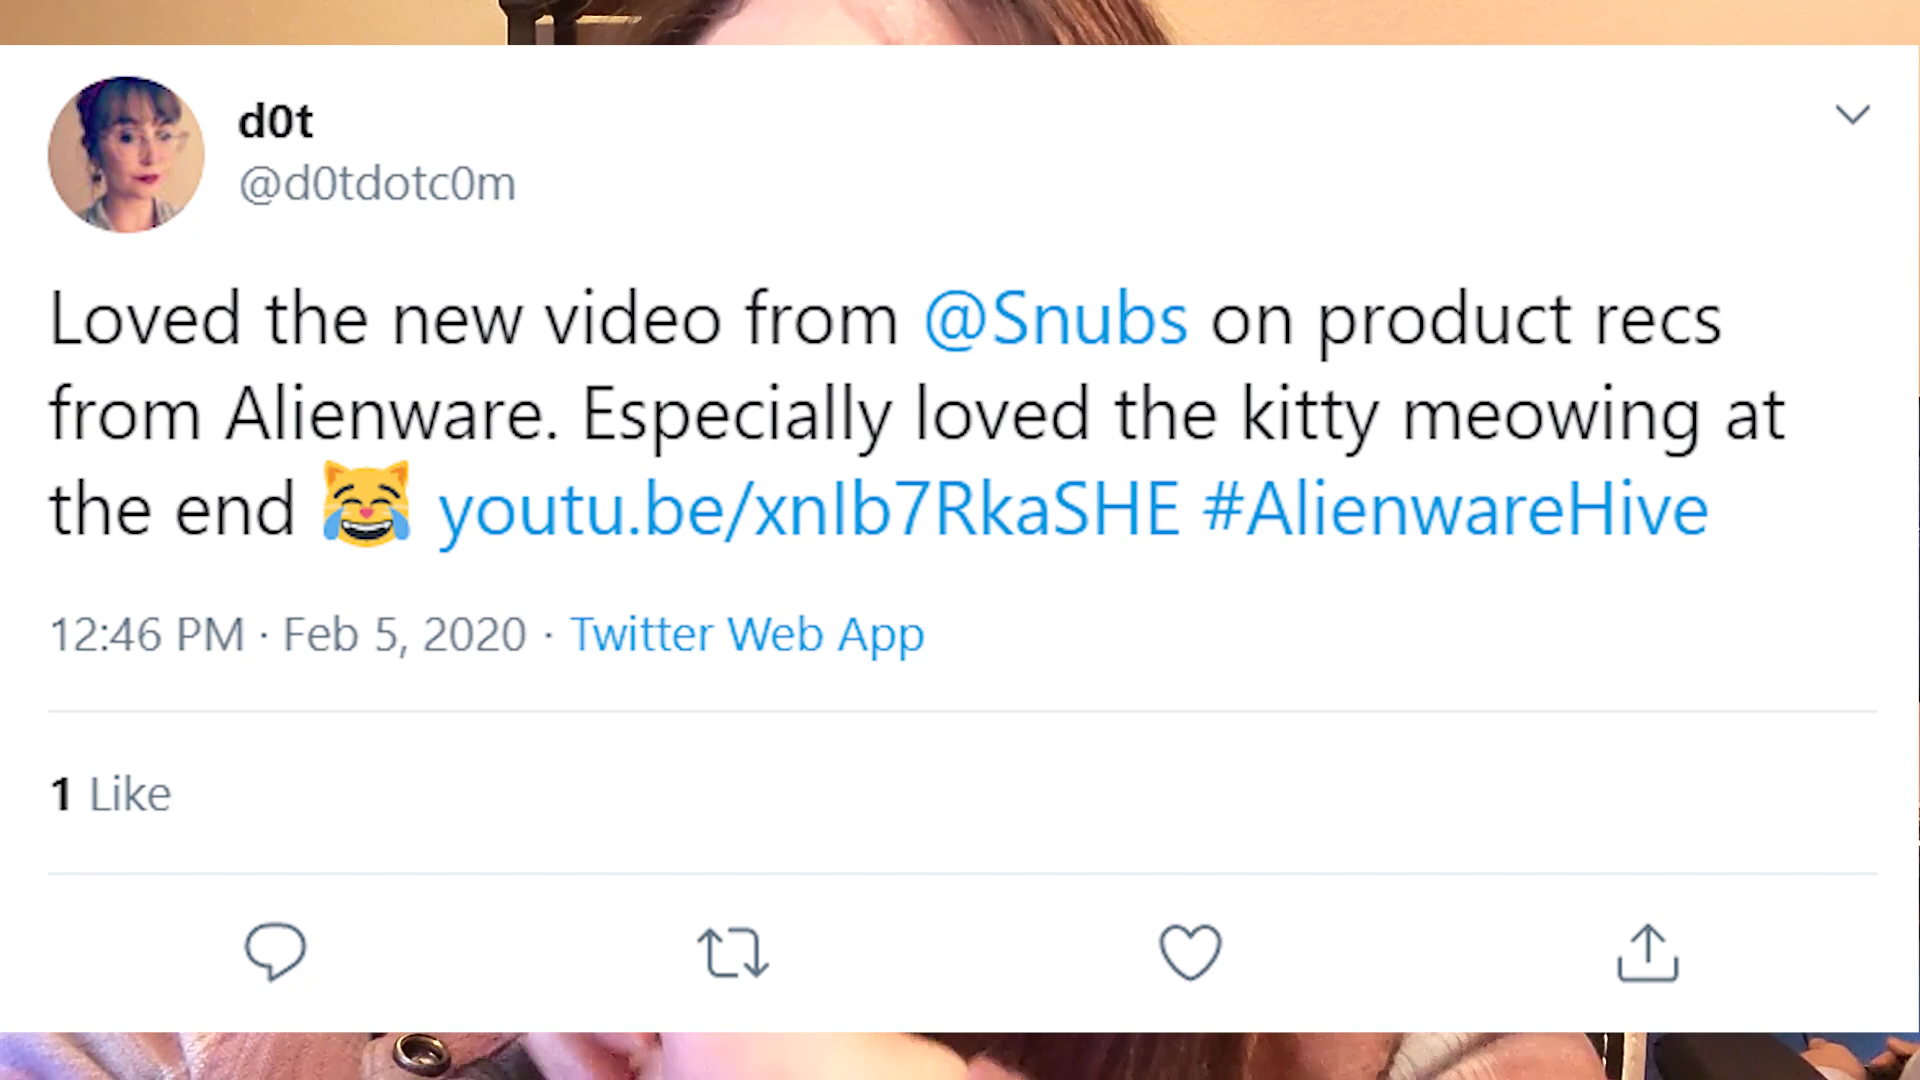 d0t
@d0tdotc0m
Loved the new video from @Snubs on product recs
from Alienware. Especially loved the kitty meowing at
the end 😹 youtu.be/xnIb7RkaSHE #AlienwareHive
12:46 PM · Feb 5, 2020 · Twitter Web App
1 Like